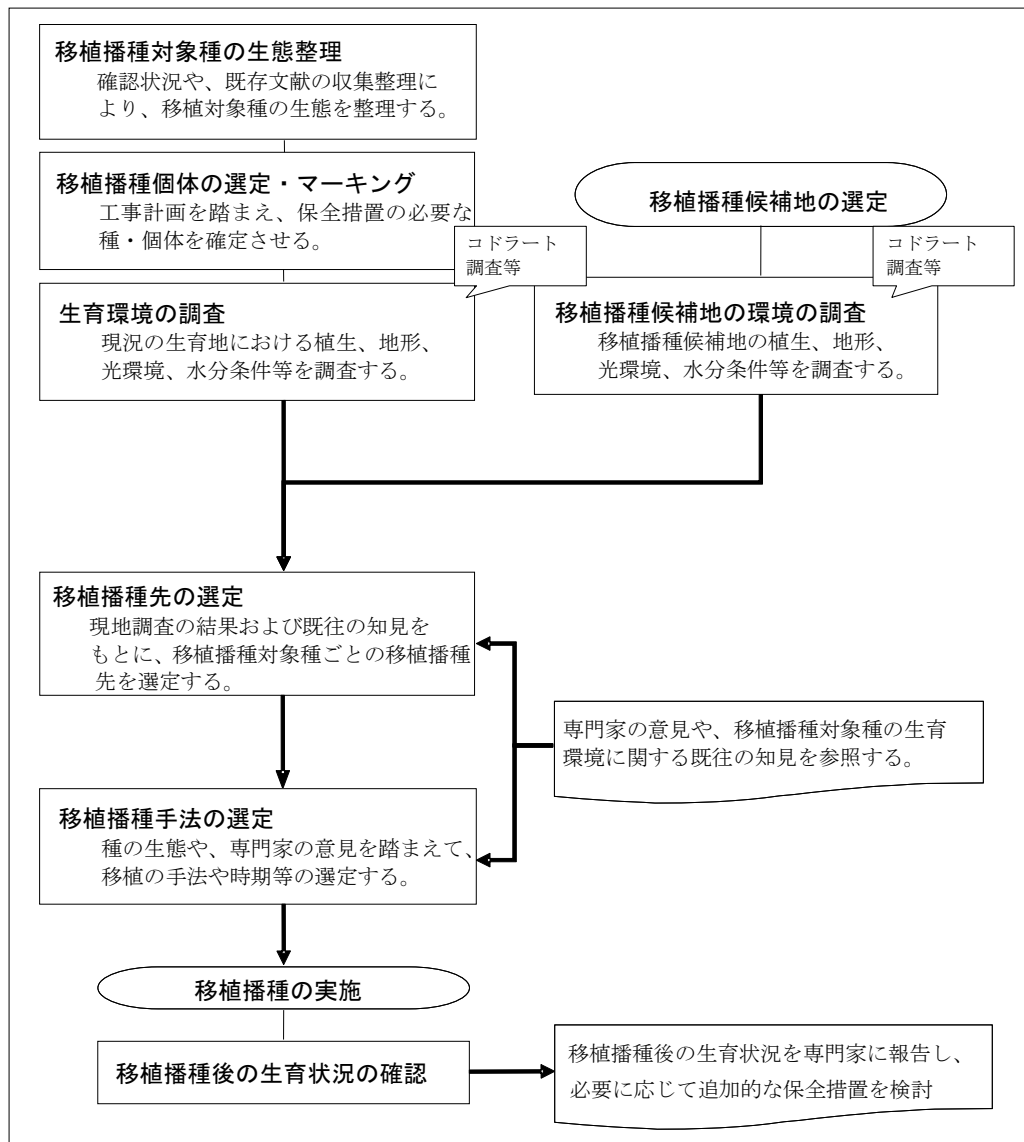 移植播種対象種の生態整理
確認状況や、既存文献の収集整理に
より、移植対象種の生態を整理する。
移植播種個体の選定・マーキング
工事計画を踏まえ、保全措置の必要な
種・個体を確定させる。
移植播種候補地の選定
コドラート
調査等
コドラート
調査等
生育環境の調査
現況の生育地における植生、地形、
光環境、水分条件等を調査する。
移植播種候補地の環境の調査
移植播種候補地の植生、地形、
光環境、水分条件等を調査する。
移植播種先の選定
現地調査の結果および既往の知見を
もとに、移植播種対象種ごとの移植播種
先を選定する。
専門家の意見や、移植播種対象種の生育
環境に関する既往の知見を参照する。
移植播種手法の選定
種の生態や、専門家の意見を踏まえて、
移植の手法や時期等の選定する。
移植播種の実施
移植播種後の生育状況の確認
移植播種後の生育状況を専門家に報告し、
必要に応じて追加的な保全措置を検討